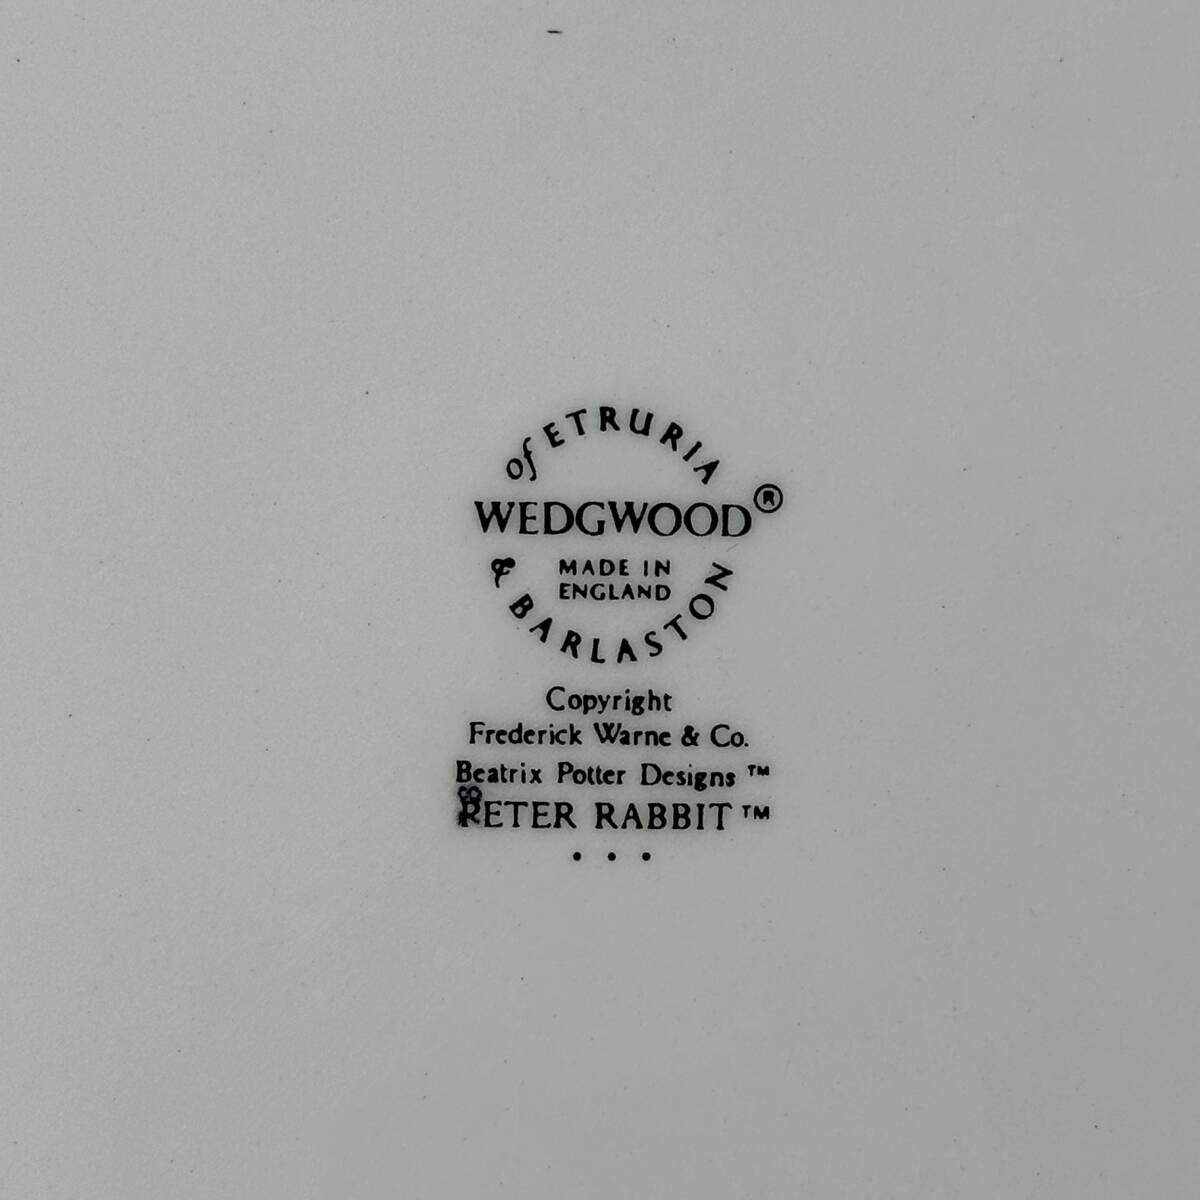 of ETRURIA
WEDGWOOD®
MADE IN
ENGLAND
& BARLASTON
Copyright
Frederick Warne & Co.
Beatrix Potter Designs ™
PETER RABBIT ™
. . .